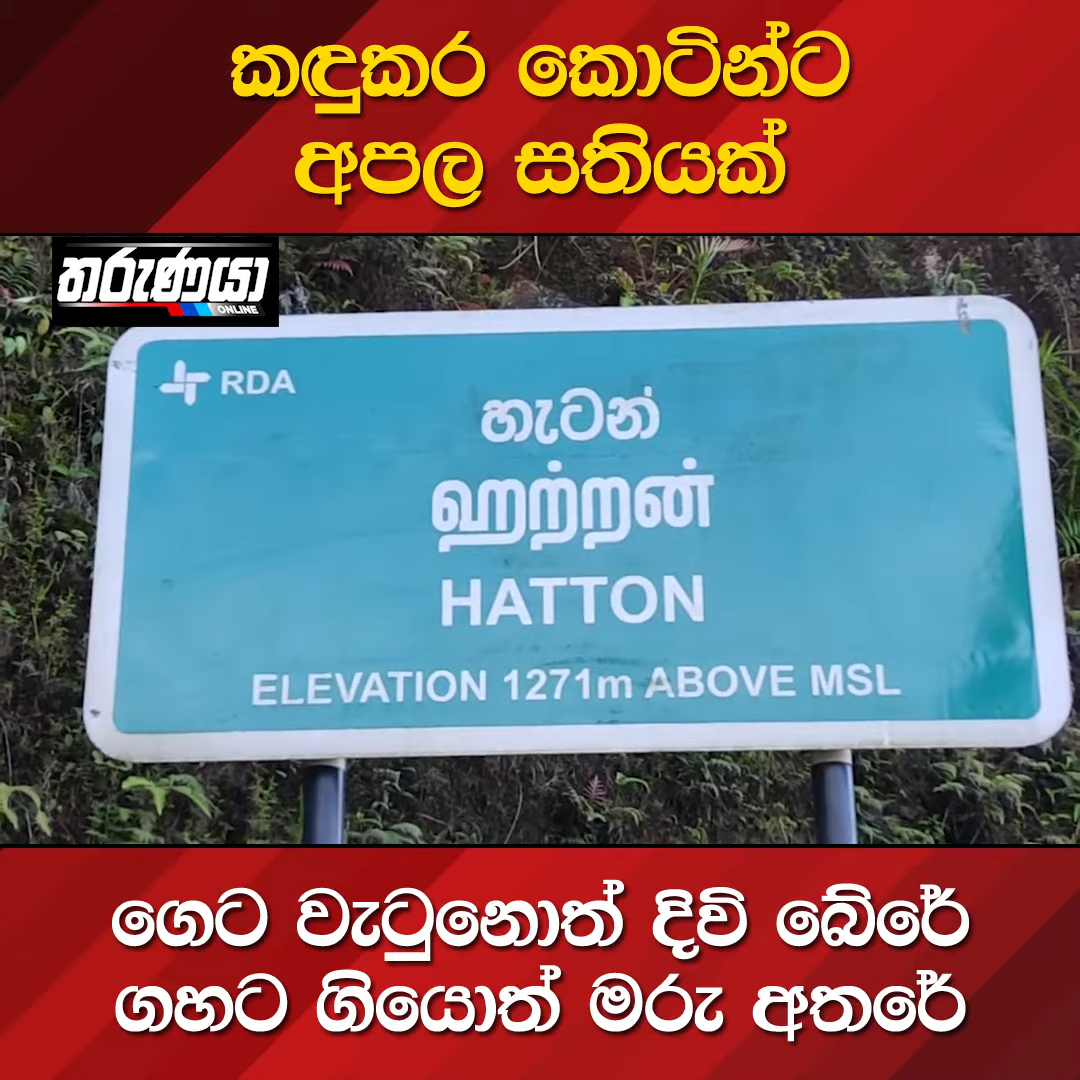 කඳුකර කොටින්ට
අපල සතියක්
තරුණයා
ONLINE
RDA
හැටන්
ஹற்றன்
HATTON
ELEVATION 1271m ABOVE MSL
ගෙට වැටුනොත් දිවි බේරේ
ගහට ගියොත් මරු අතරේ